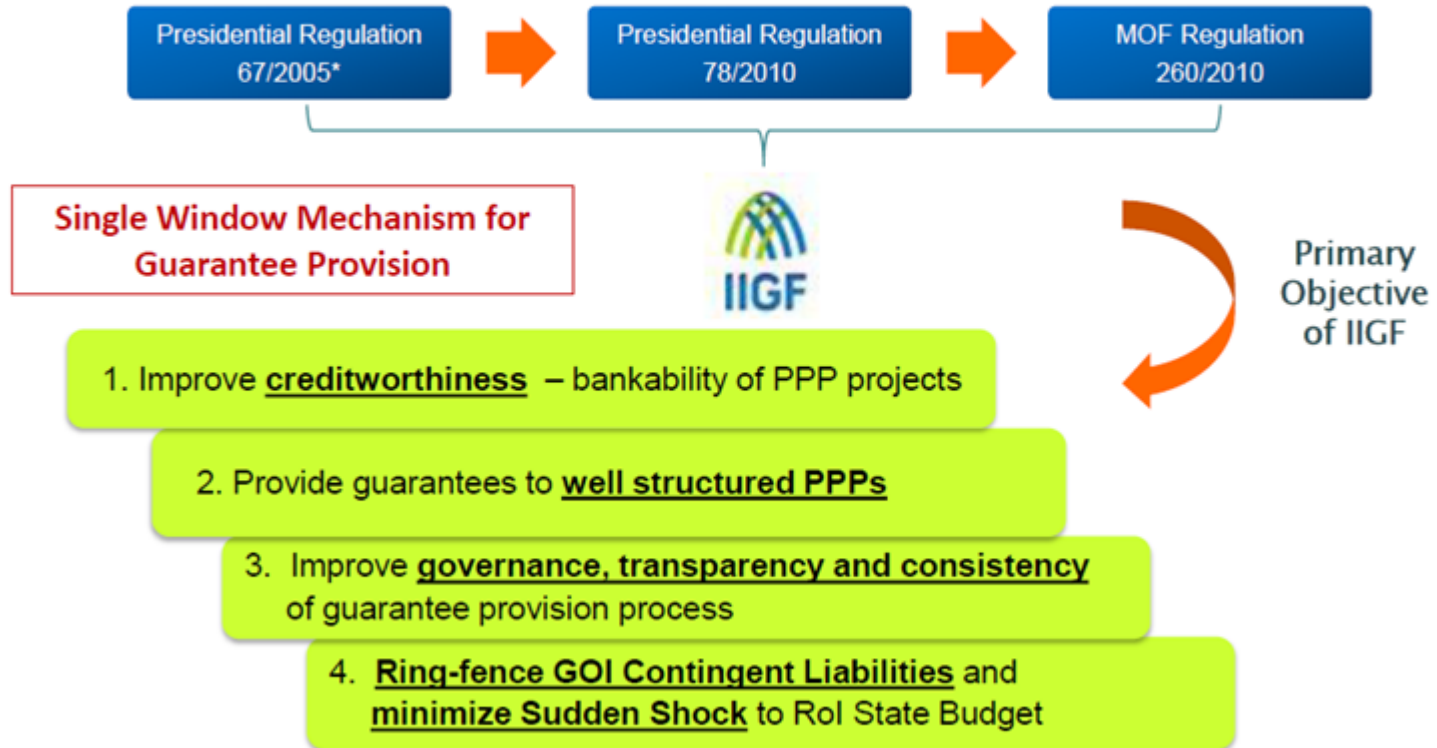 Presidential Regulation
67/2005*
Presidential Regulation
78/2010
MOF Regulation
260/2010
Single Window Mechanism for
Guarantee Provision
IIGF
Primary
Objective
of IIGF
1. Improve creditworthiness – bankability of PPP projects
2. Provide guarantees to well structured PPPs
3. Improve governance, transparency and consistency
of guarantee provision process
4. Ring-fence GOI Contingent Liabilities and
minimize Sudden Shock to RoI State Budget